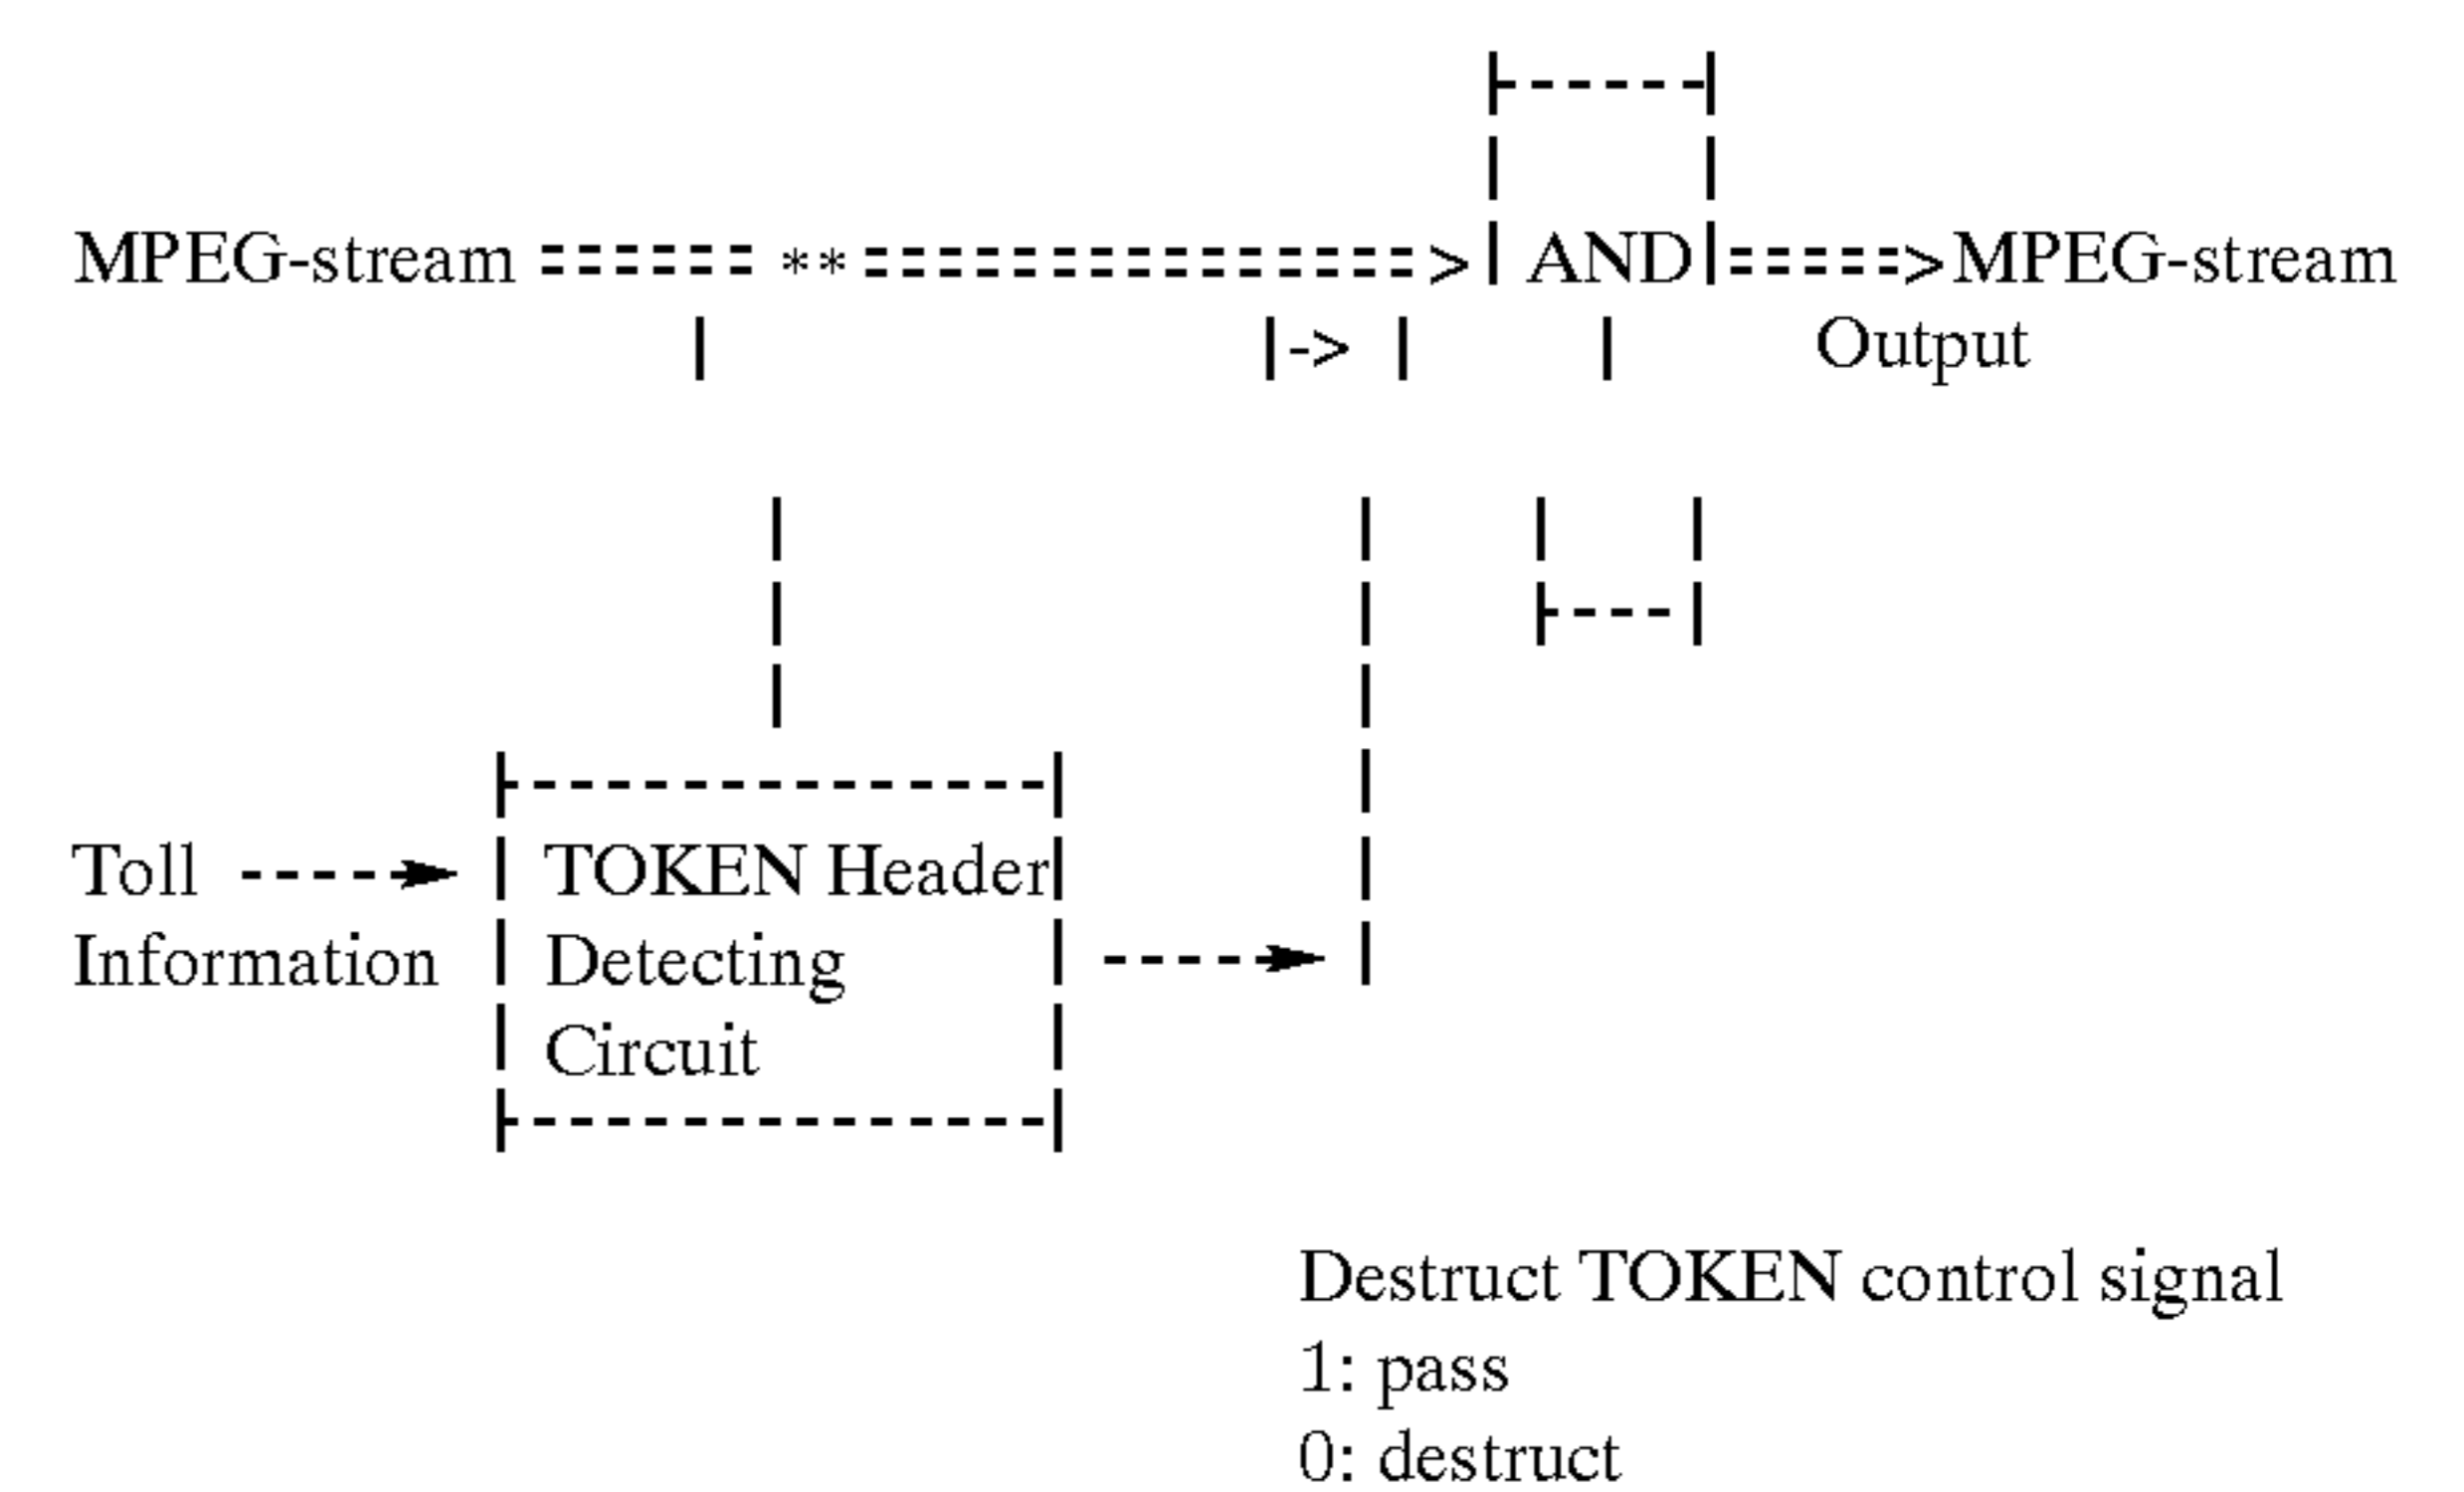 MPEG-stream ====== ** ===============>| AND|=====>MPEG-stream
|-> | | Output
Toll ----> | TOKEN Header|
Information | Detecting | ---->|
Circuit
Destruct TOKEN control signal
1: pass
0: destruct